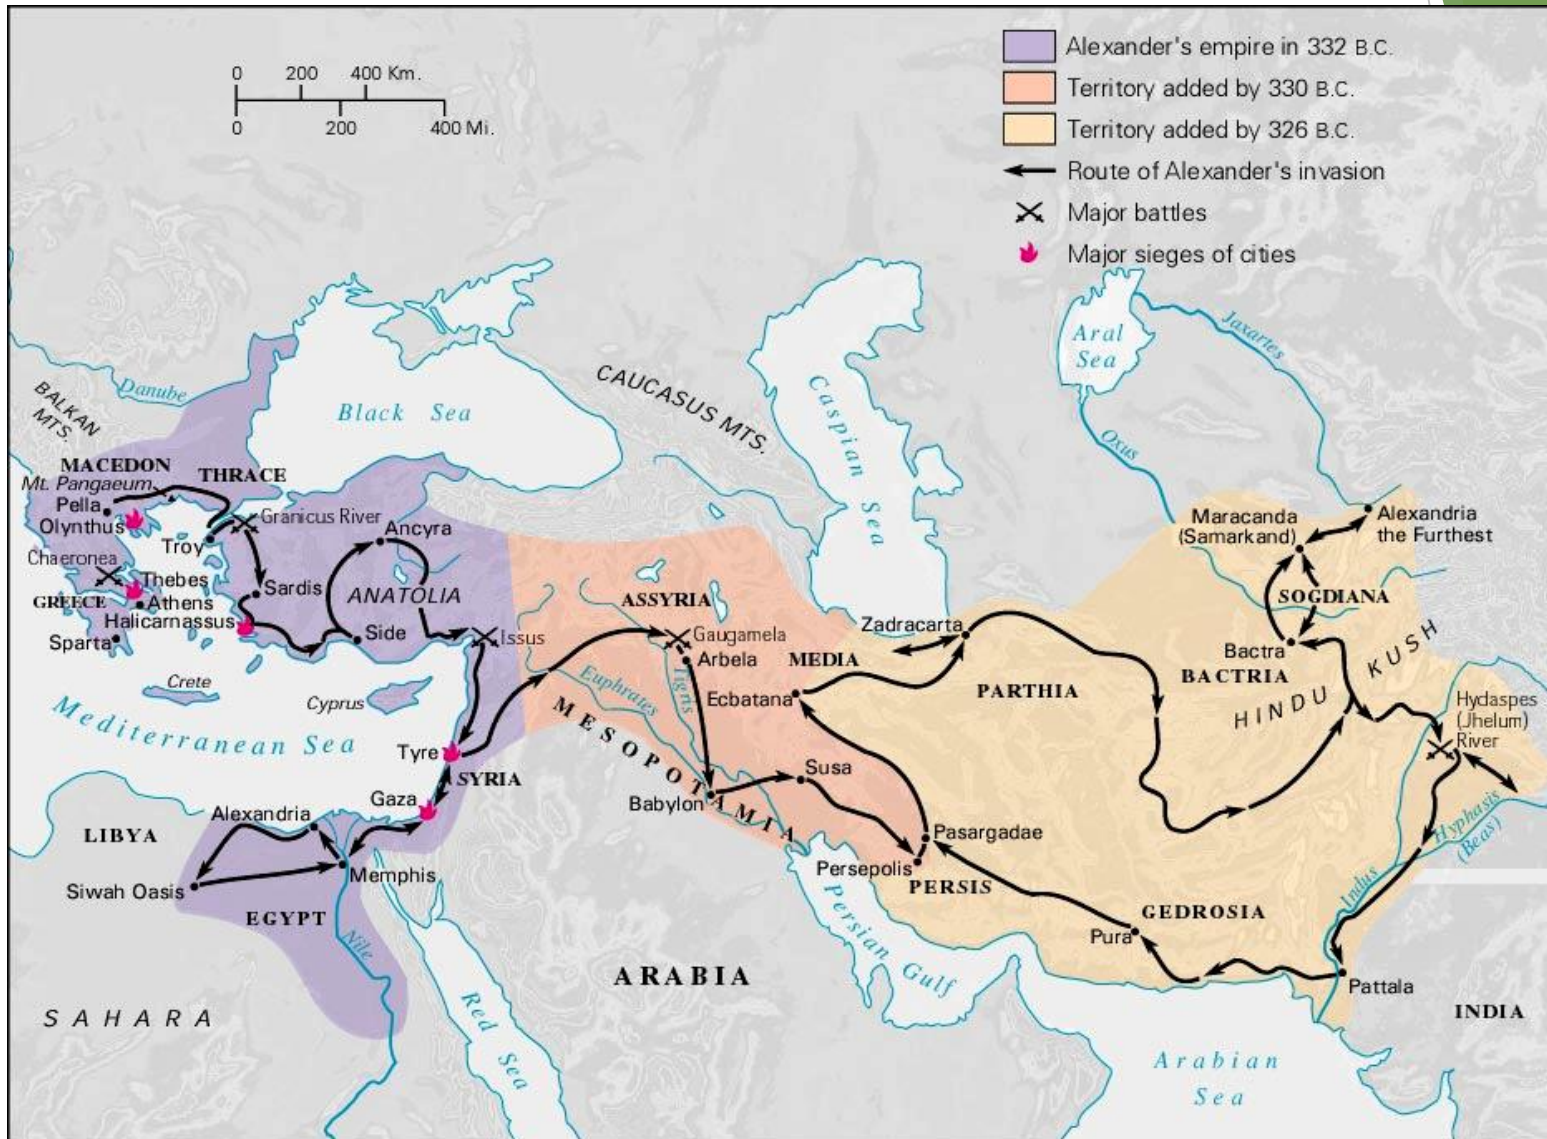 Alexander's empire in 332 B.C.
Territory added by 330 B.C.
Territory added by 326 B.C.
Route of Alexander's invasion
Major battles
Major sieges of cities
0 200 400 Km.
0 200 400 Mi.
Aral
Sea
Jaxartes
Oxus
Caspian Sea
CAUCASUS MTS.
Black Sea
Danube
BALKAN
MTS.
MACEDON
THRACE
Mt. Pangaeum
Pella
Olynthus
Granicus River
Ancyra
Troy
Chaeronea
Thebes
Sardis
ANATOLIA
GREECE
Athens
Halicarnassus
Side
Issus
Sparta
Crete
Cyprus
Mediterranean Sea
Tyre
SYRIA
Gaza
Alexandria
LIBYA
Siwah Oasis
Memphis
EGYPT
Nile
SAHARA
Red Sea
ARABIA
ASSYRIA
Gaugamela
Arbela
MEDIA
Ecbatana
Euphrates
Tigris
MESOPOTAMIA
Babylon
Susa
Pasargadae
Persepolis
PERSIS
Persian Gulf
Zadracarta
PARTHIA
Maracanda
(Samarkand)
Alexandria
the Furthest
SOGDIANA
Bactra
BACTRIA
HINDU KUSH
Hydaspes
(Jhelum)
River
Hyphasis
(Beas)
Indus
GEDROSIA
Pura
Pattala
INDIA
Arabian
Sea